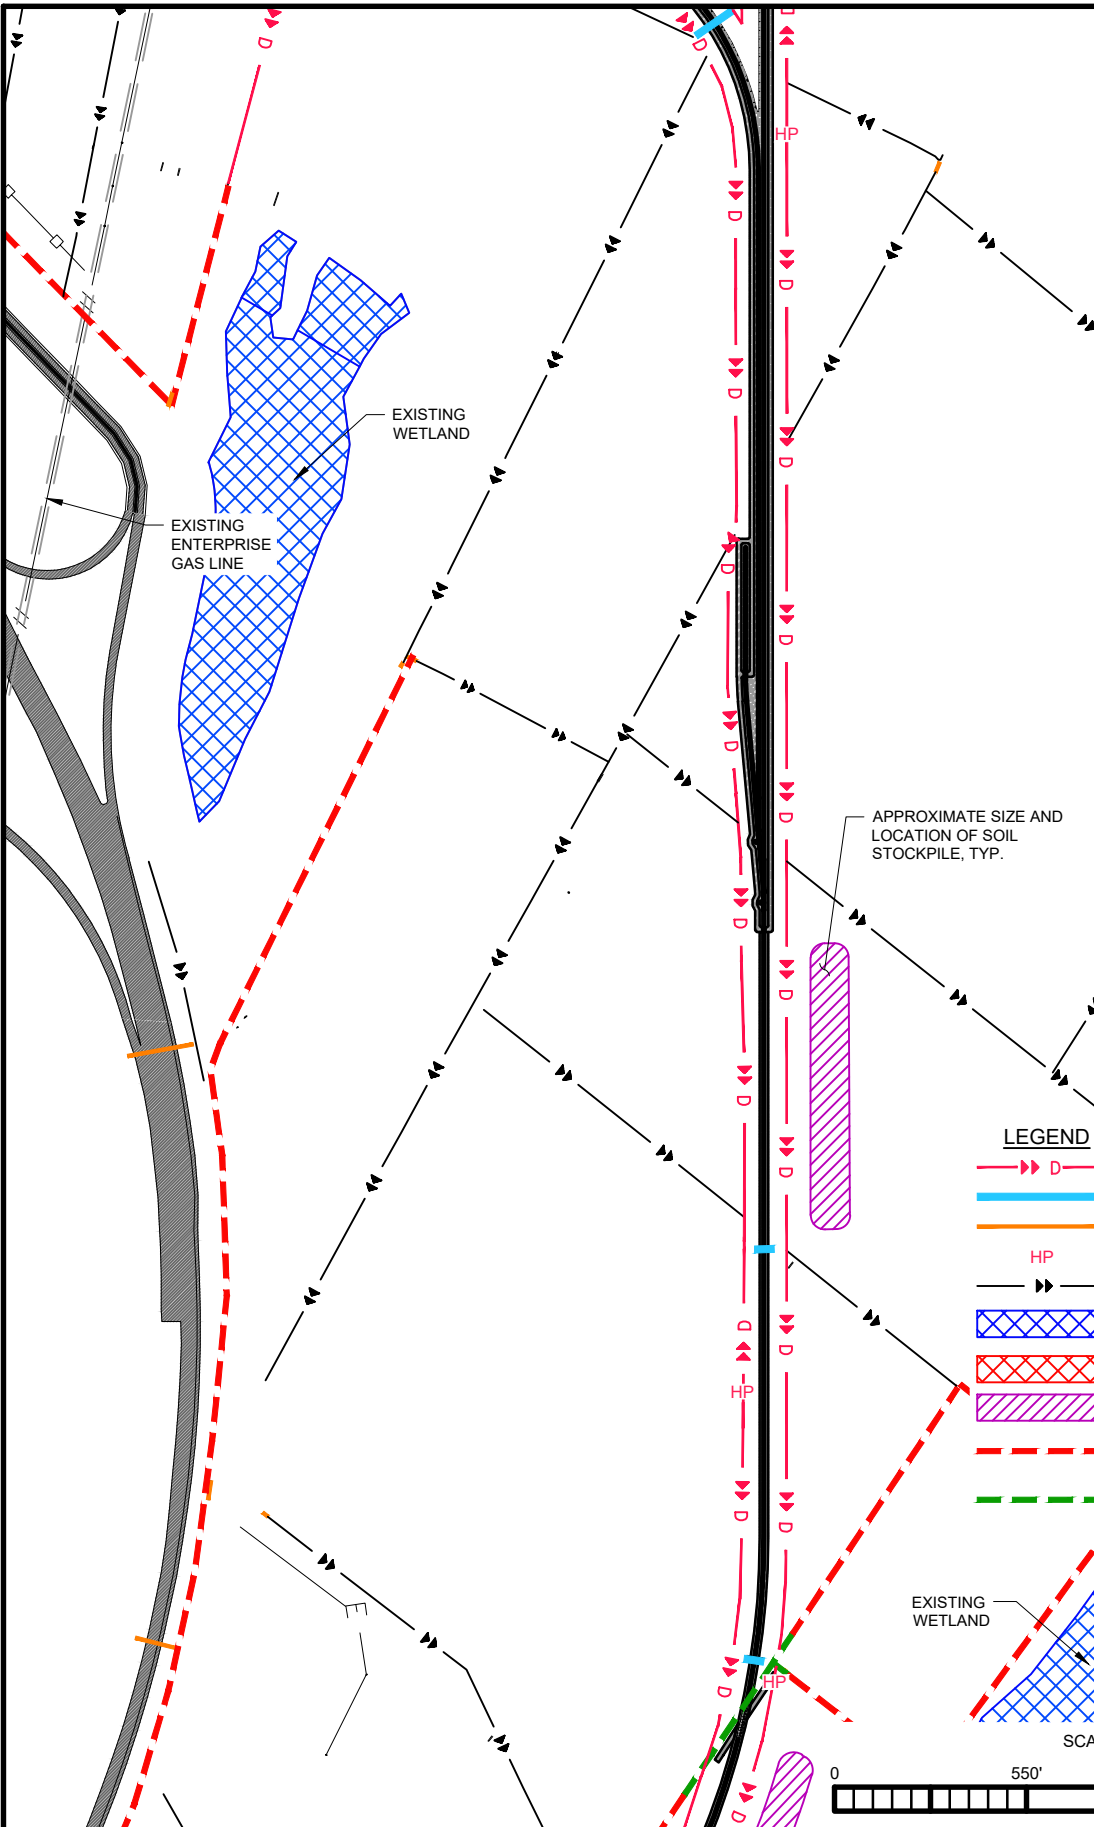 D
D
D
HP
D
D
D
D
D
EXISTING
WETLAND
EXISTING
ENTERPRISE
GAS LINE
D
D
D
D
APPROXIMATE SIZE AND
LOCATION OF SOIL
STOCKPILE, TYP.
D
D
D
D
LEGEND
D
HP
D
D
HP
D
D
EXISTING
WETLAND
HP
D
D
SCA
0
550'